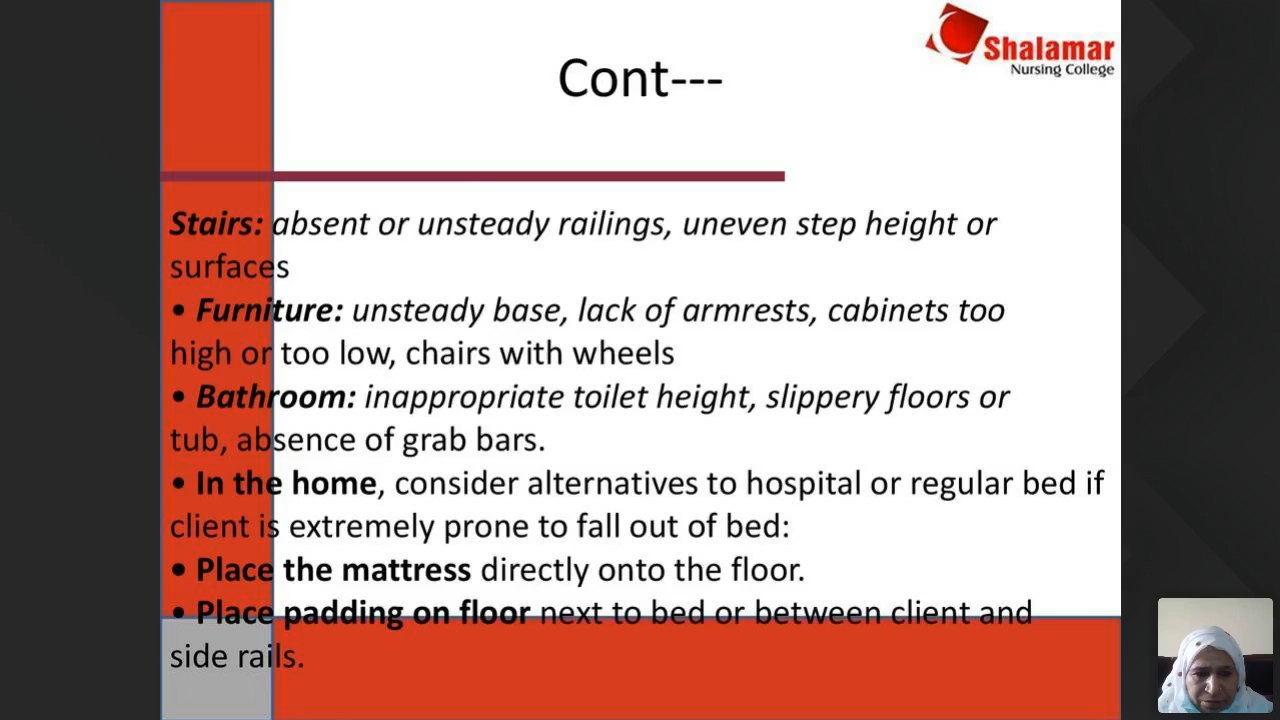 Shalamar
Nursing College
Cont---
Stairs: absent or unsteady railings, uneven step height or
surfaces
• Furniture: unsteady base, lack of armrests, cabinets too
high or too low, chairs with wheels
• Bathroom: inappropriate toilet height, slippery floors or
tub, absence of grab bars.
• In the home, consider alternatives to hospital or regular bed if
client is extremely prone to fall out of bed:
• Place the mattress directly onto the floor.
• Place padding on floor next to bed or between client and
side rails.